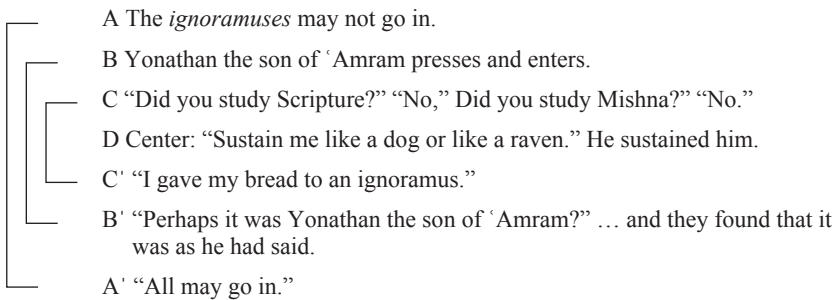 A The ignoramuses may not go in.
B Yonathan the son of ʿAmram presses and enters.
C “Did you study Scripture?” “No,” Did you study Mishna?” “No.”
D Center: “Sustain me like a dog or like a raven.” He sustained him.
C' “I gave my bread to an ignoramus.”
B' “Perhaps it was Yonathan the son of ʿAmram?” … and they found that it
was as he had said.
A' “All may go in.”